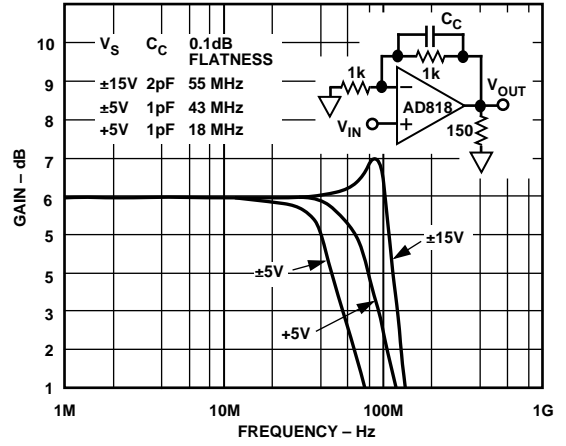 V_S C_C 0.1dB FLATNESS
±15V 2pF 55 MHz
±5V 1pF 43 MHz
+5V 1pF 18 MHz
C_C
1k
1k
AD818
V_IN
V_OUT
150
−
+
GAIN – dB
10
9
8
7
6
5
5
3
2
1
±15V
±5V
+5V
1M 10M 100M 1G
FREQUENCY – Hz